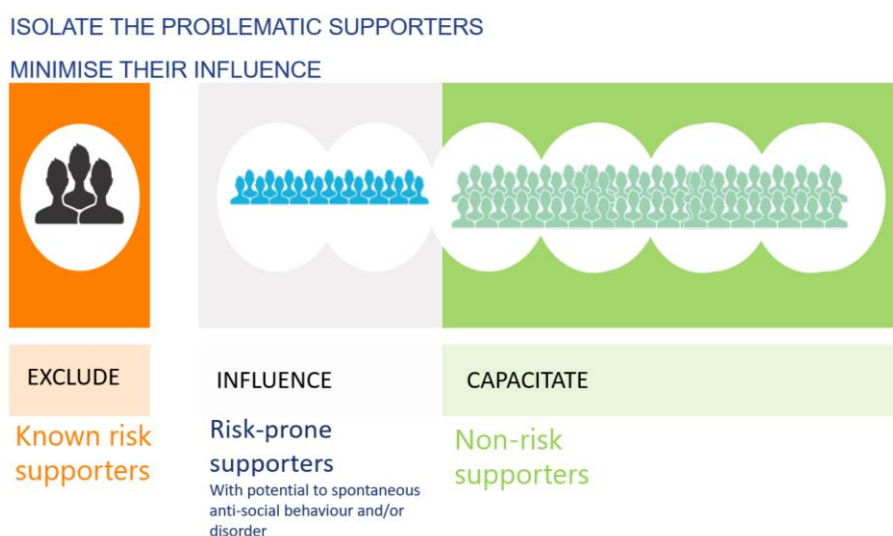 ISOLATE THE PROBLEMATIC SUPPORTERS
MINIMISE THEIR INFLUENCE
EXCLUDE
Known risk
supporters
INFLUENCE
Risk-prone
supporters
With potential to spontaneous
anti-social behaviour and/or
disorder
CAPACITATE
Non-risk
supporters